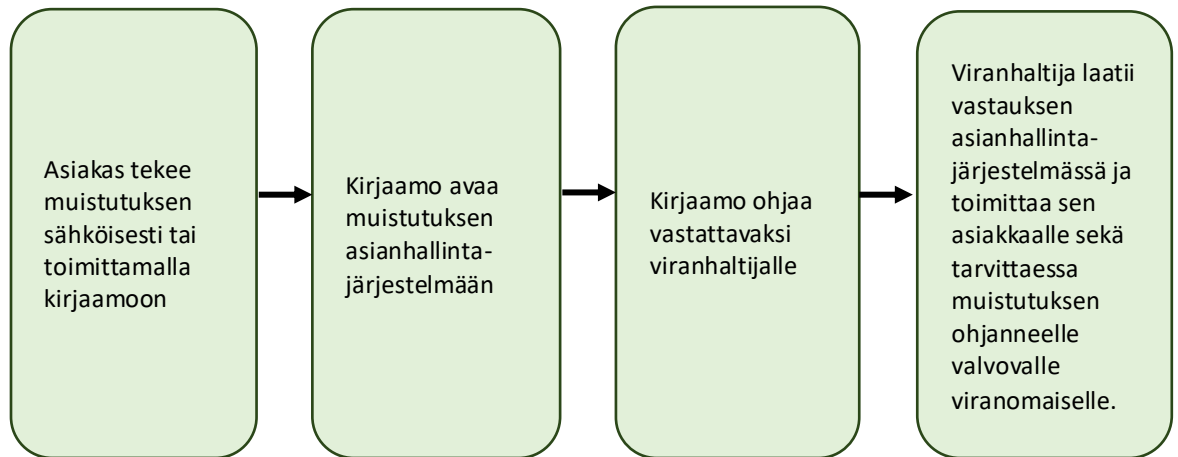 Asiakas tekee
muistutuksen
sähköisesti tai
toimittamalla
kirjaamoon
Kirjaamo avaa
muistutuksen
asianhallinta-
järjestelmään
Kirjaamo ohjaa
vastattavaksi
viranhaltijalle
Viranhaltija laatii
vastauksen
asianhallinta-
järjestelmässä ja
toimittaa sen
asiakkaalle sekä
tarvittaessa
muistutuksen
ohjanneelle
valvovalle
viranomaiselle.